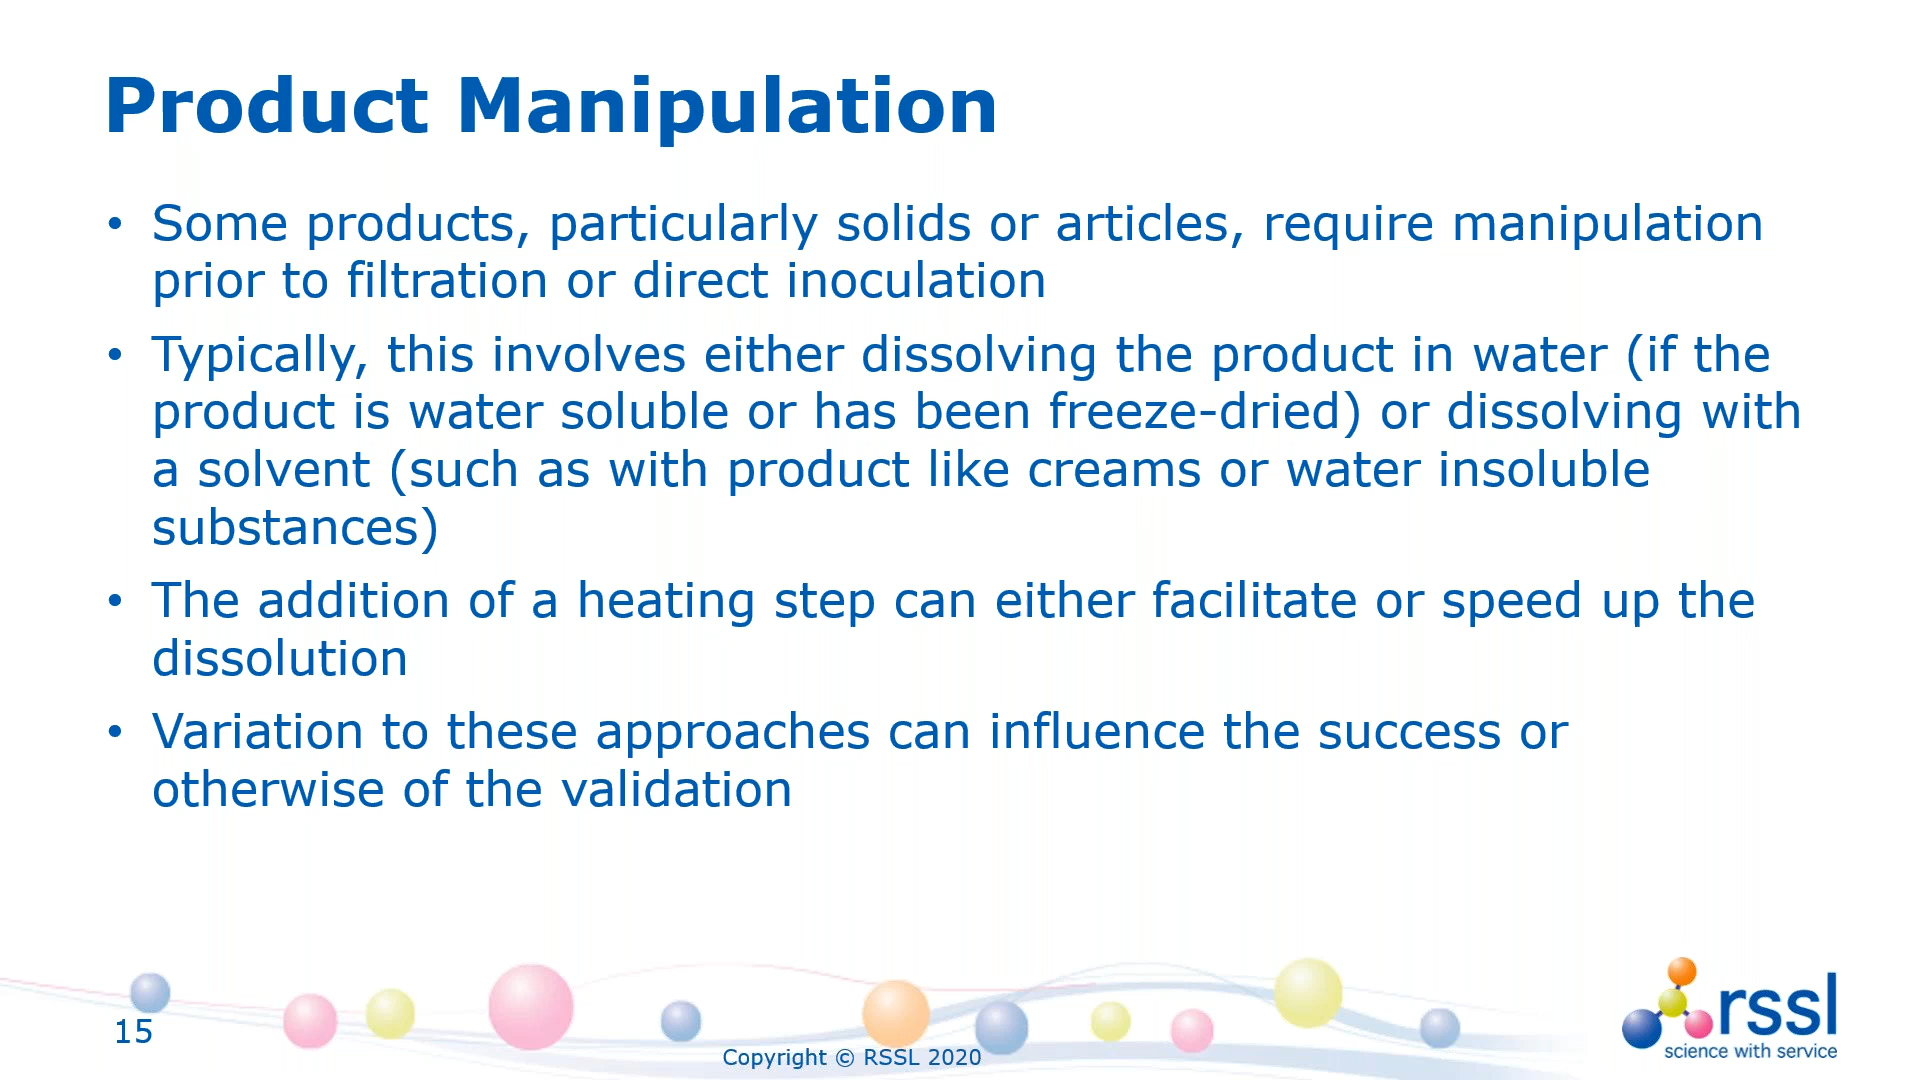 Product Manipulation
• Some products, particularly solids or articles, require manipulation
prior to filtration or direct inoculation
• Typically, this involves either dissolving the product in water (if the
product is water soluble or has been freeze-dried) or dissolving with
a solvent (such as with product like creams or water insoluble
substances)
• The addition of a heating step can either facilitate or speed up the
dissolution
• Variation to these approaches can influence the success or
otherwise of the validation
15
Copyright © RSSL 2020
rssl
science with service